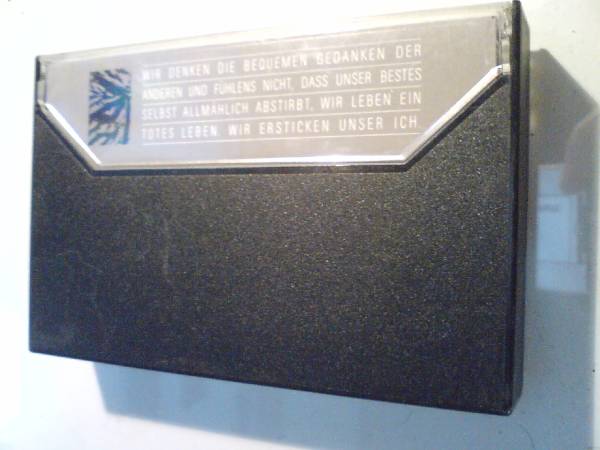 WIR DENKEN DIE BEQUEMEN GEDANKEN DER
ANDEREN UND FÜHLENS NICHT, DASS UNSER BESTES
SELBST ALLMÄHLICH ABSTIRBT, WIR LEBEN EIN
TOTES LEBEN. WIR ERSTICKEN UNSER ICH.